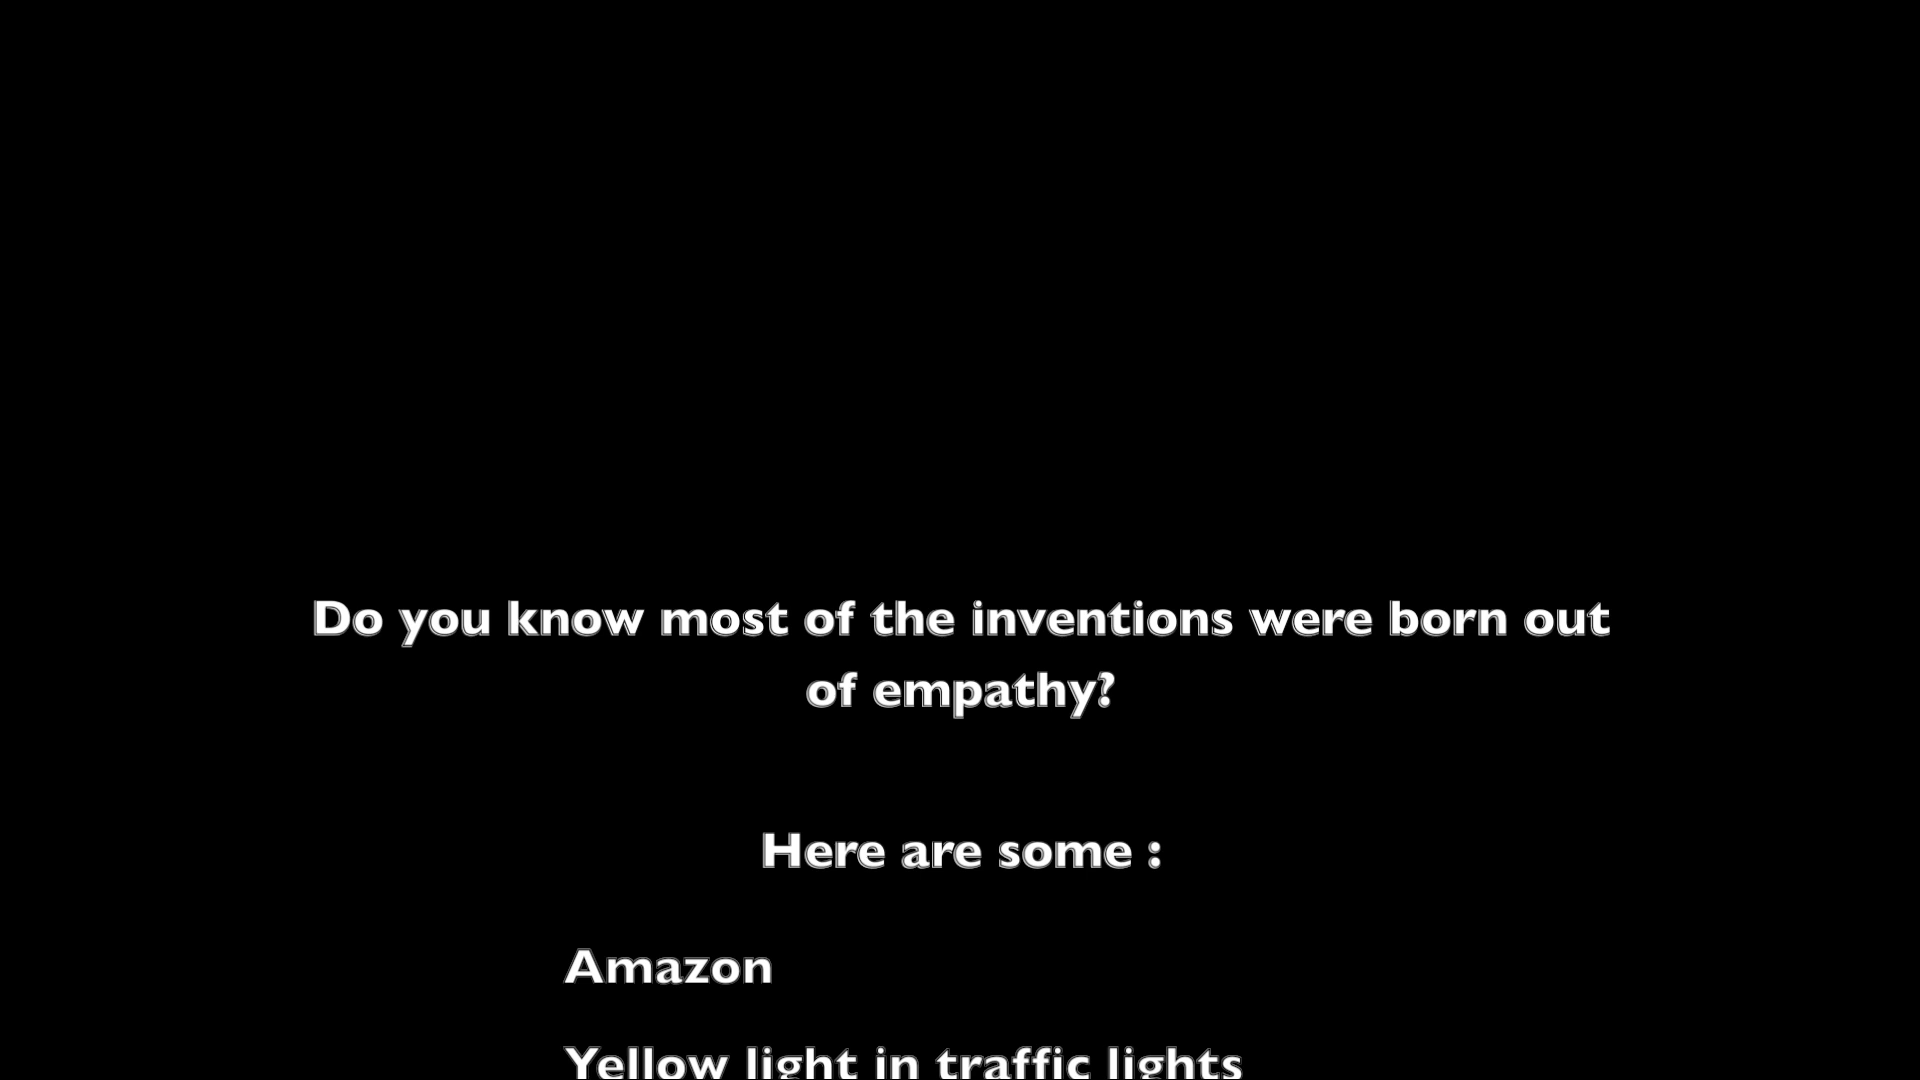 Do you know most of the inventions were born out
of empathy?
Here are some :
Amazon
Yellow light in traffic lights